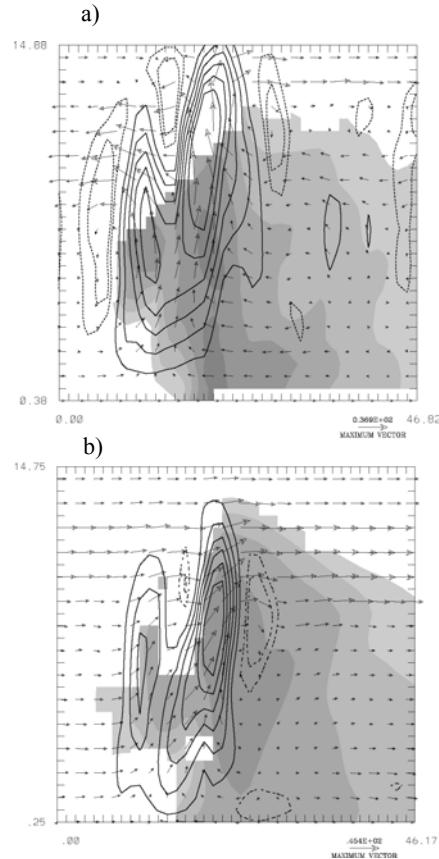 a)
14.88
0.38
0.00
46.82
0.369E+02
MAXIMUM VECTOR
b)
14.75
.25
.00
46.17
.454E+02
MAXIMUM VECTOR